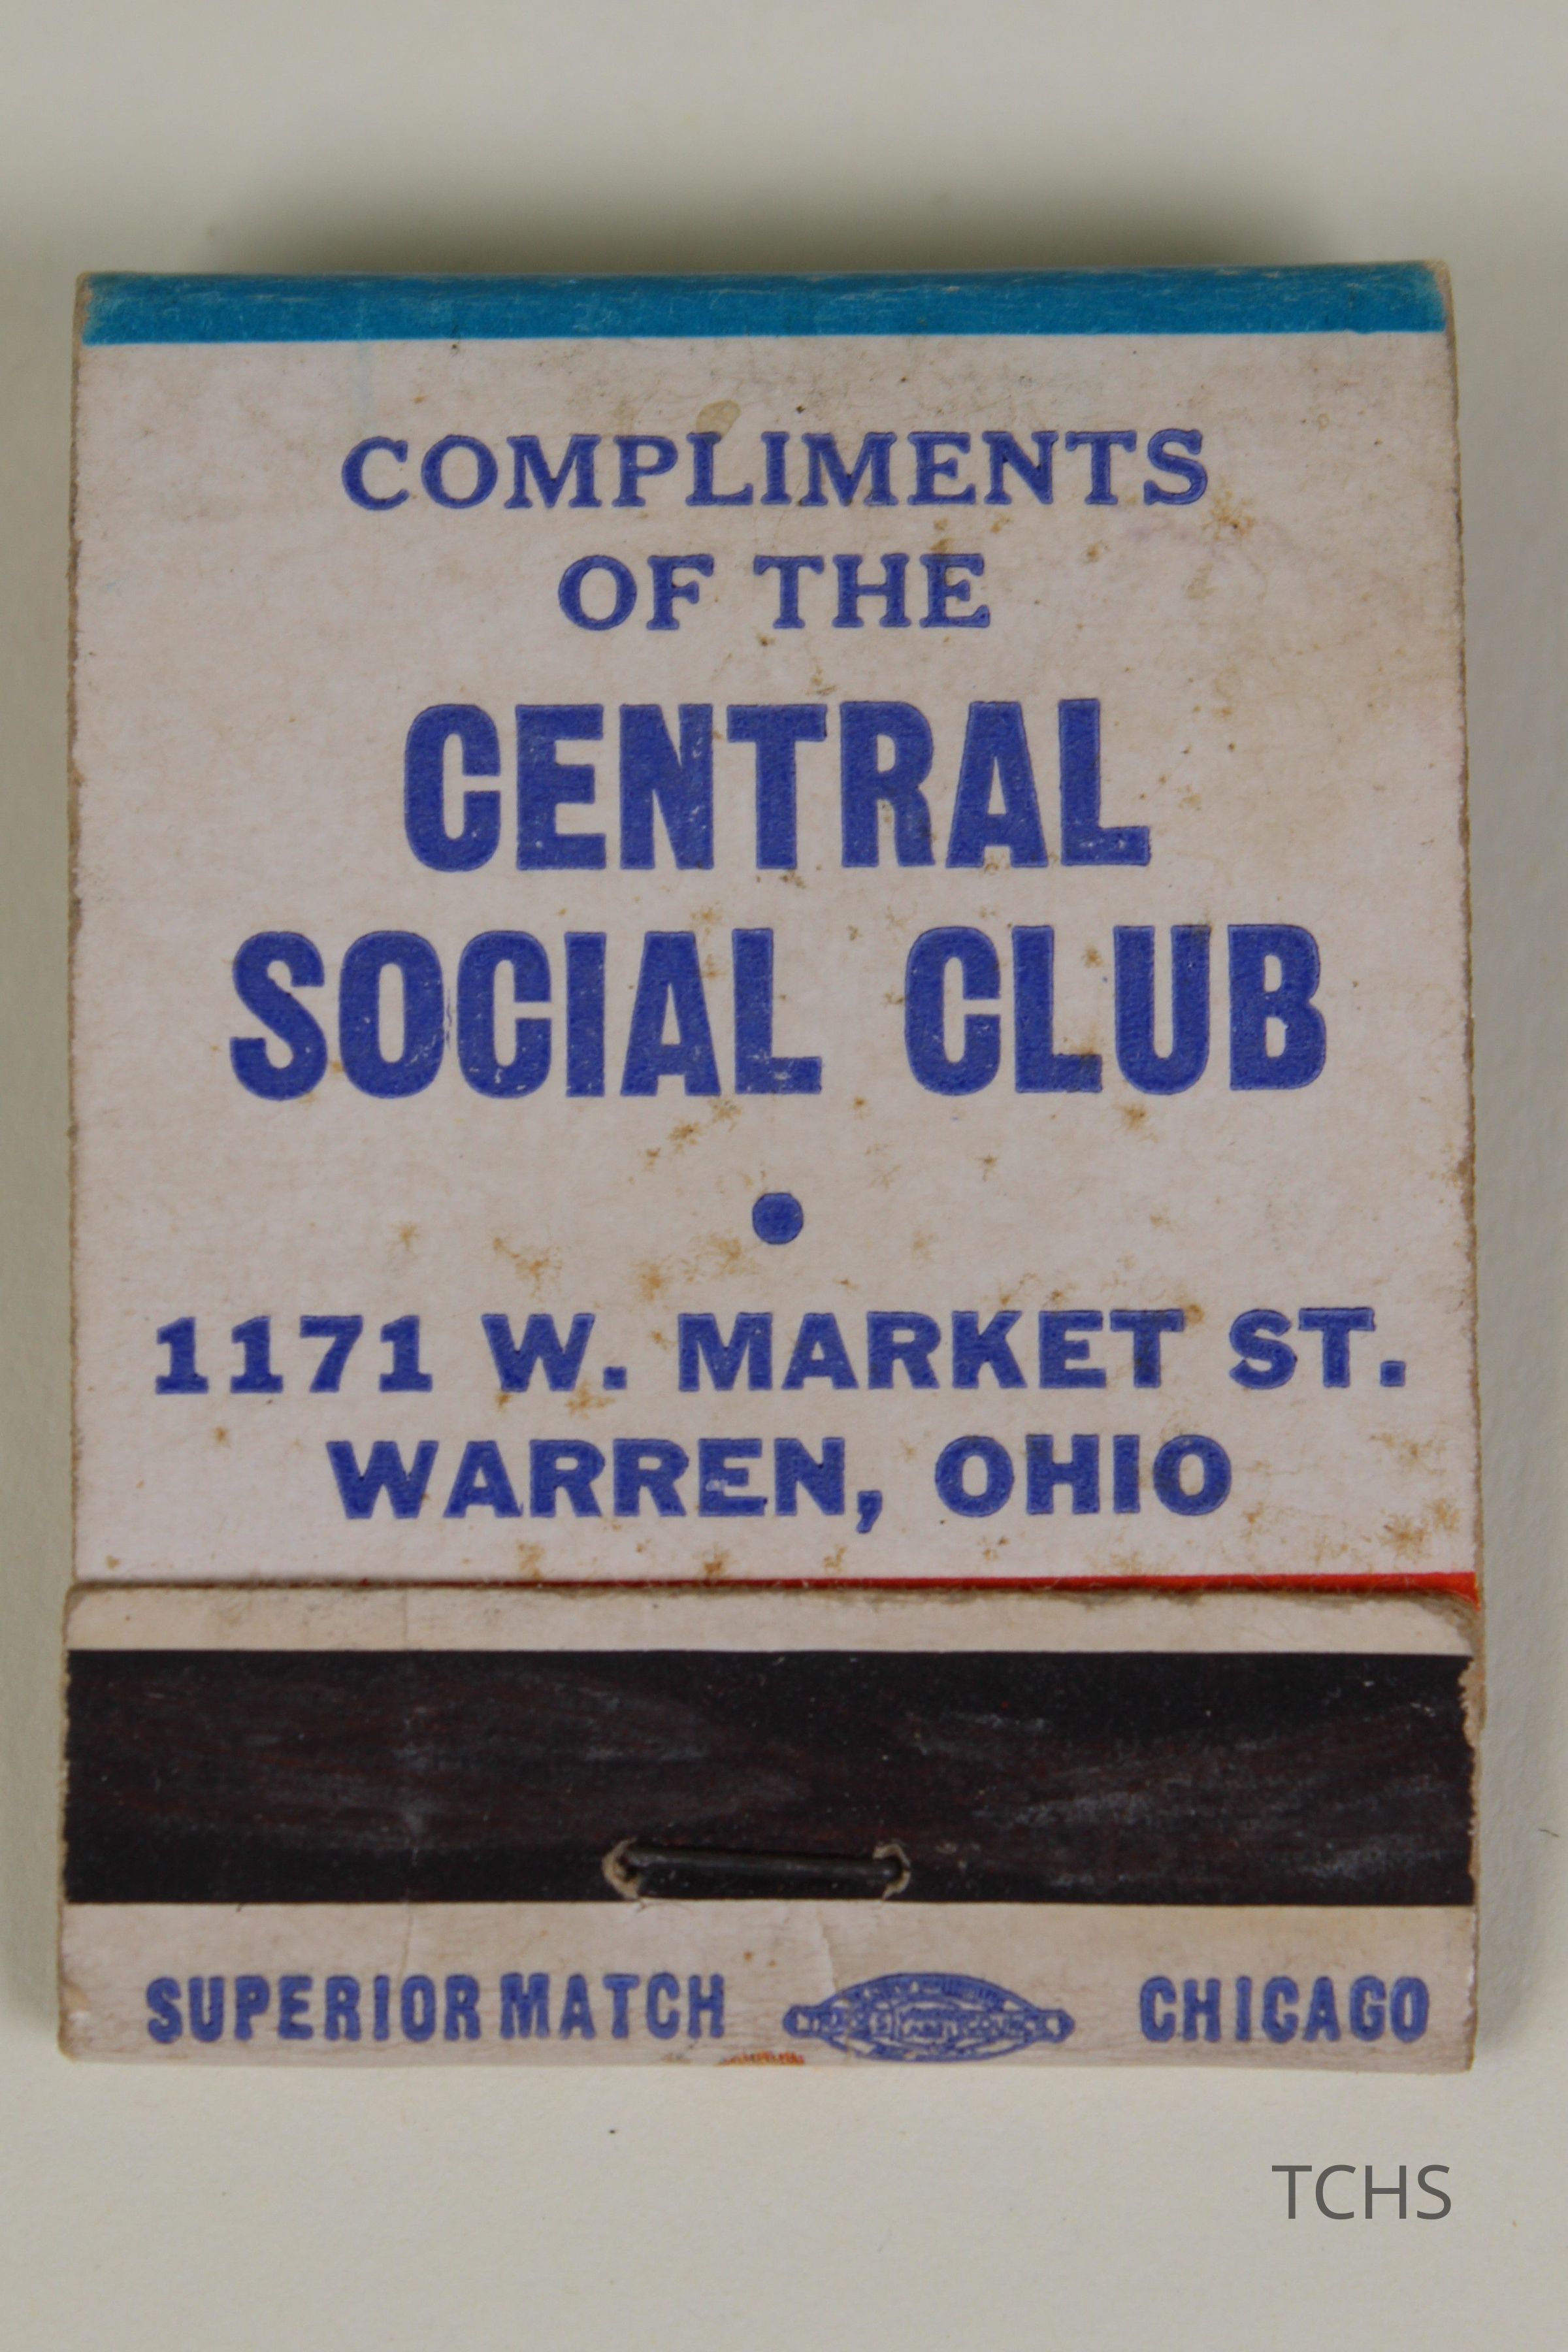 COMPLIMENTS
OF THE
CENTRAL
SOCIAL CLUB
•
1171 W. MARKET ST.
WARREN, OHIO
SUPERIOR MATCH CHICAGO
TCHS